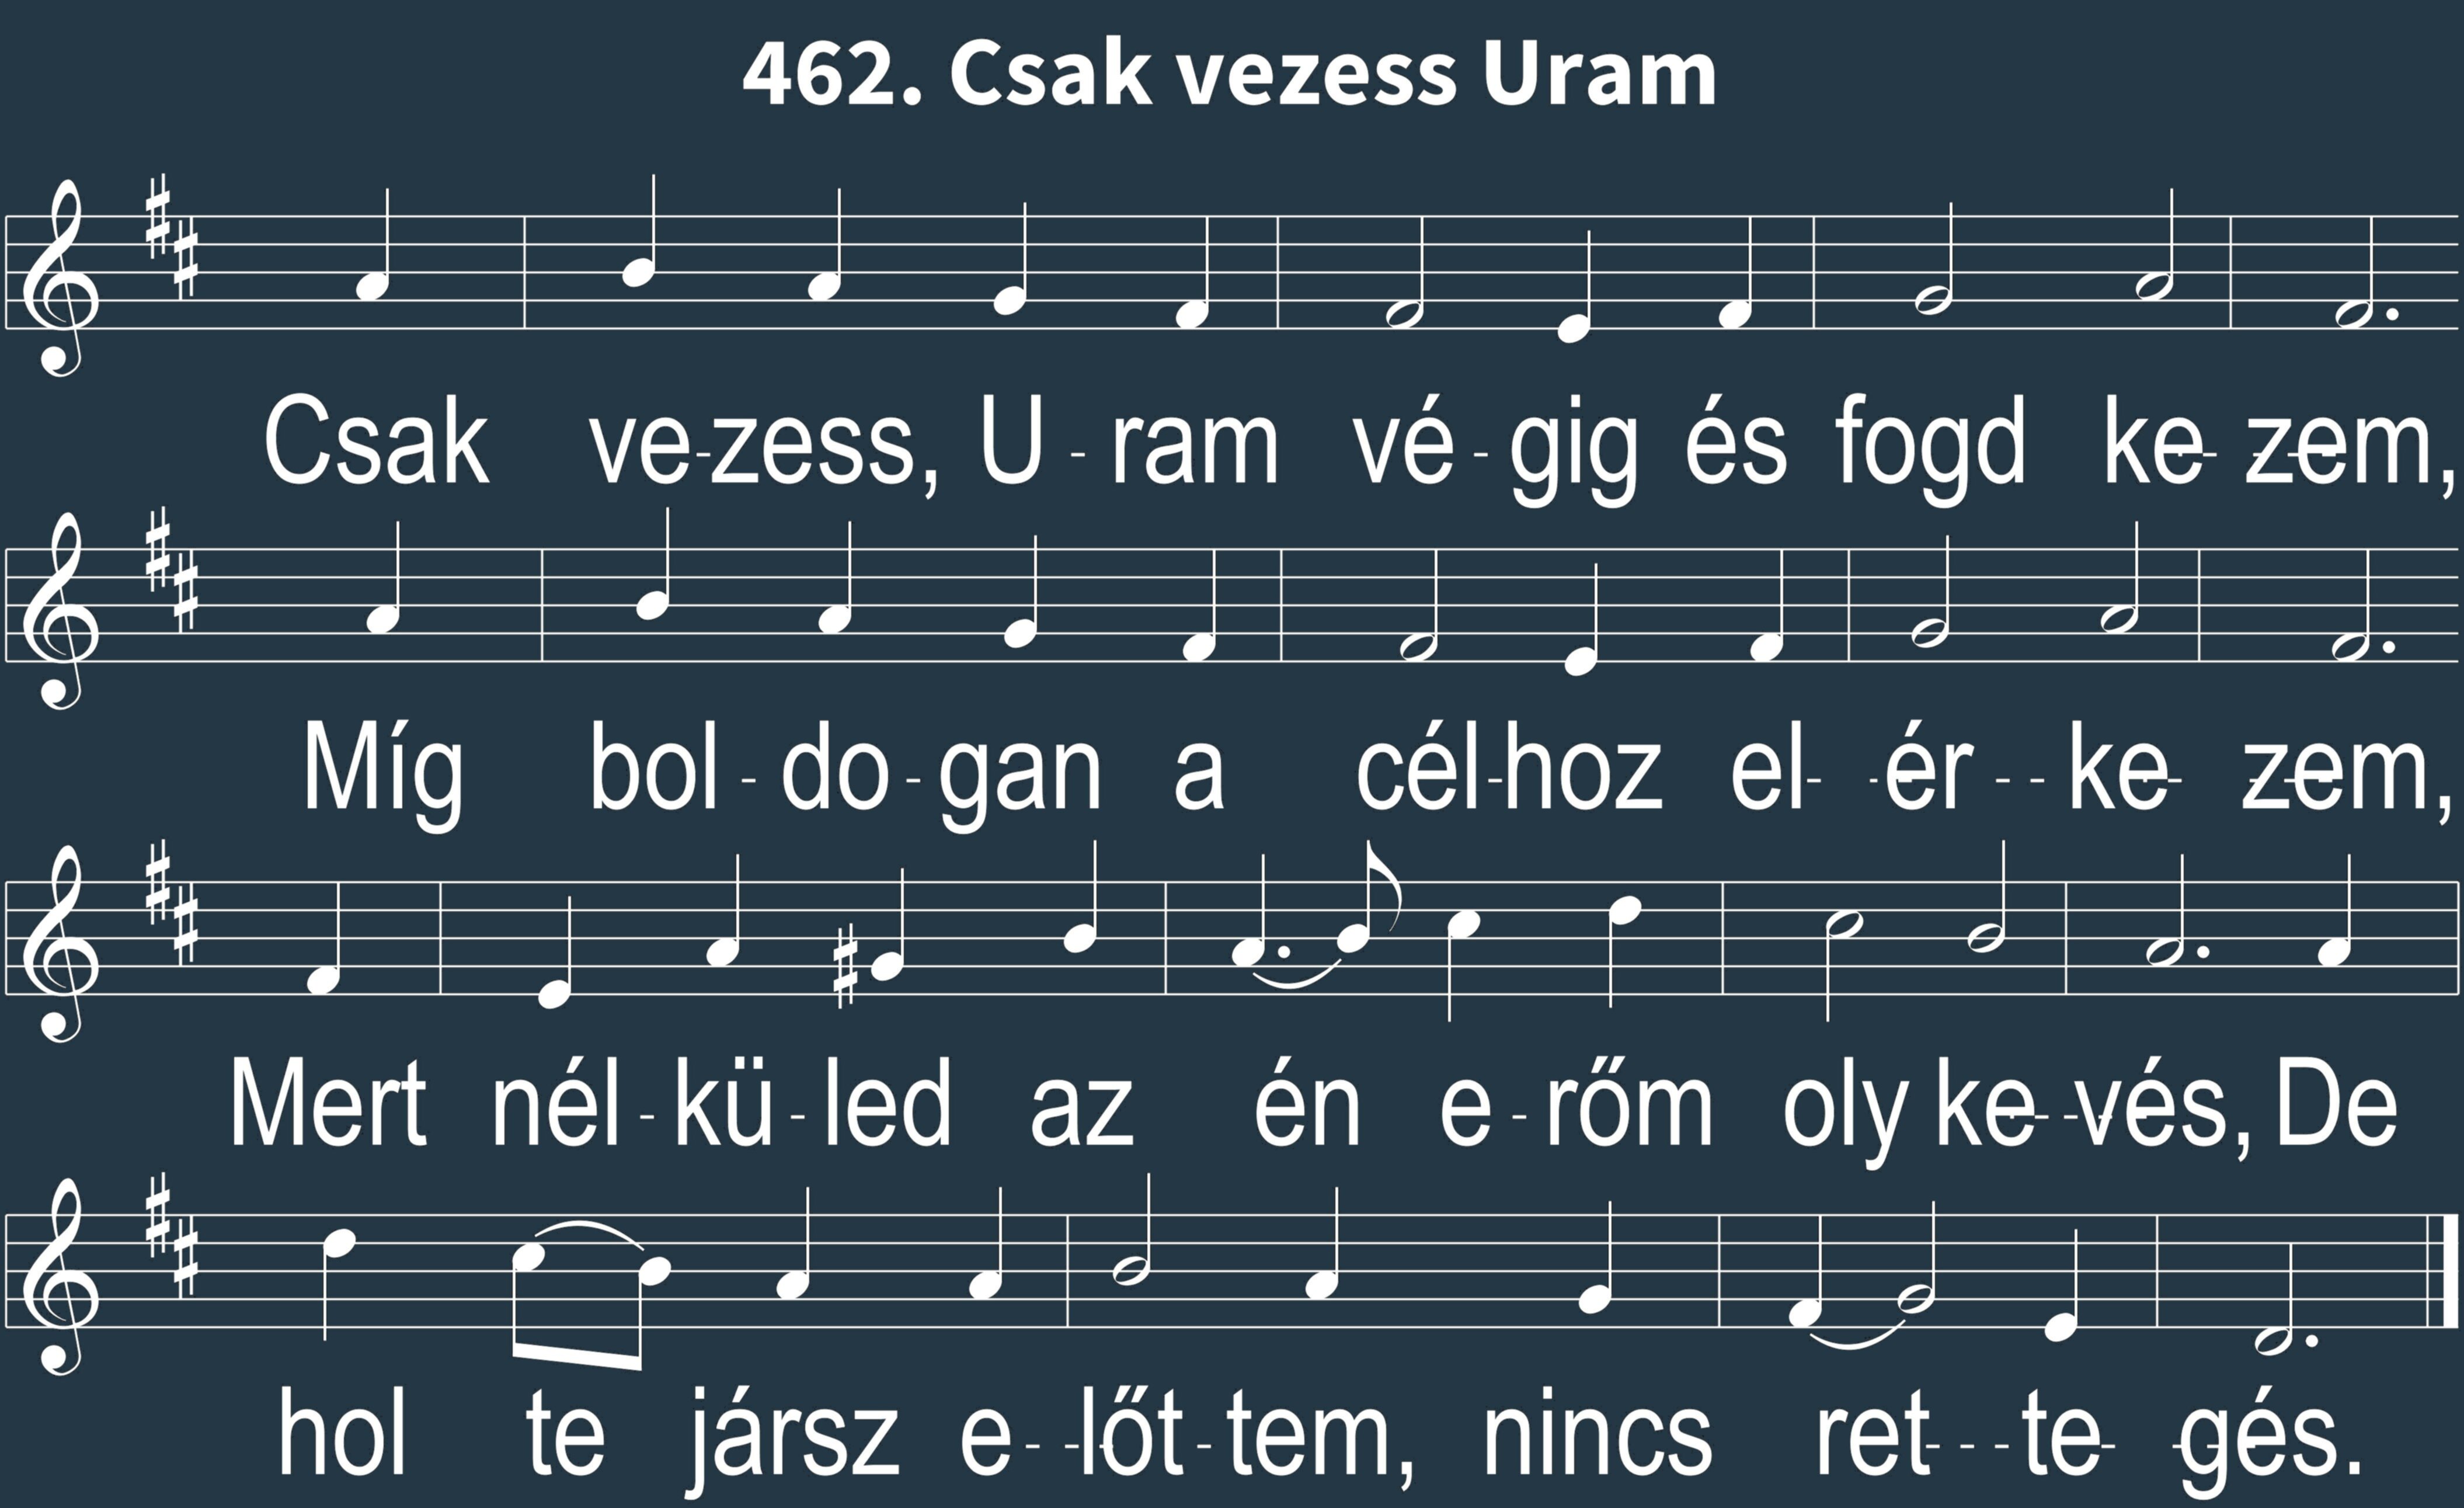 462. Csak vezess Uram
Csak ve-zess, U - ram vé - gig és fogd ke- zem,
Míg bol - do - gan a cél-hoz el- ér - - ke- zem,
Mert nél - kü - led az én e - rőm oly ke- -vés, De
hol te jársz e- -lőt - tem, nincs ret- - - te- gés.